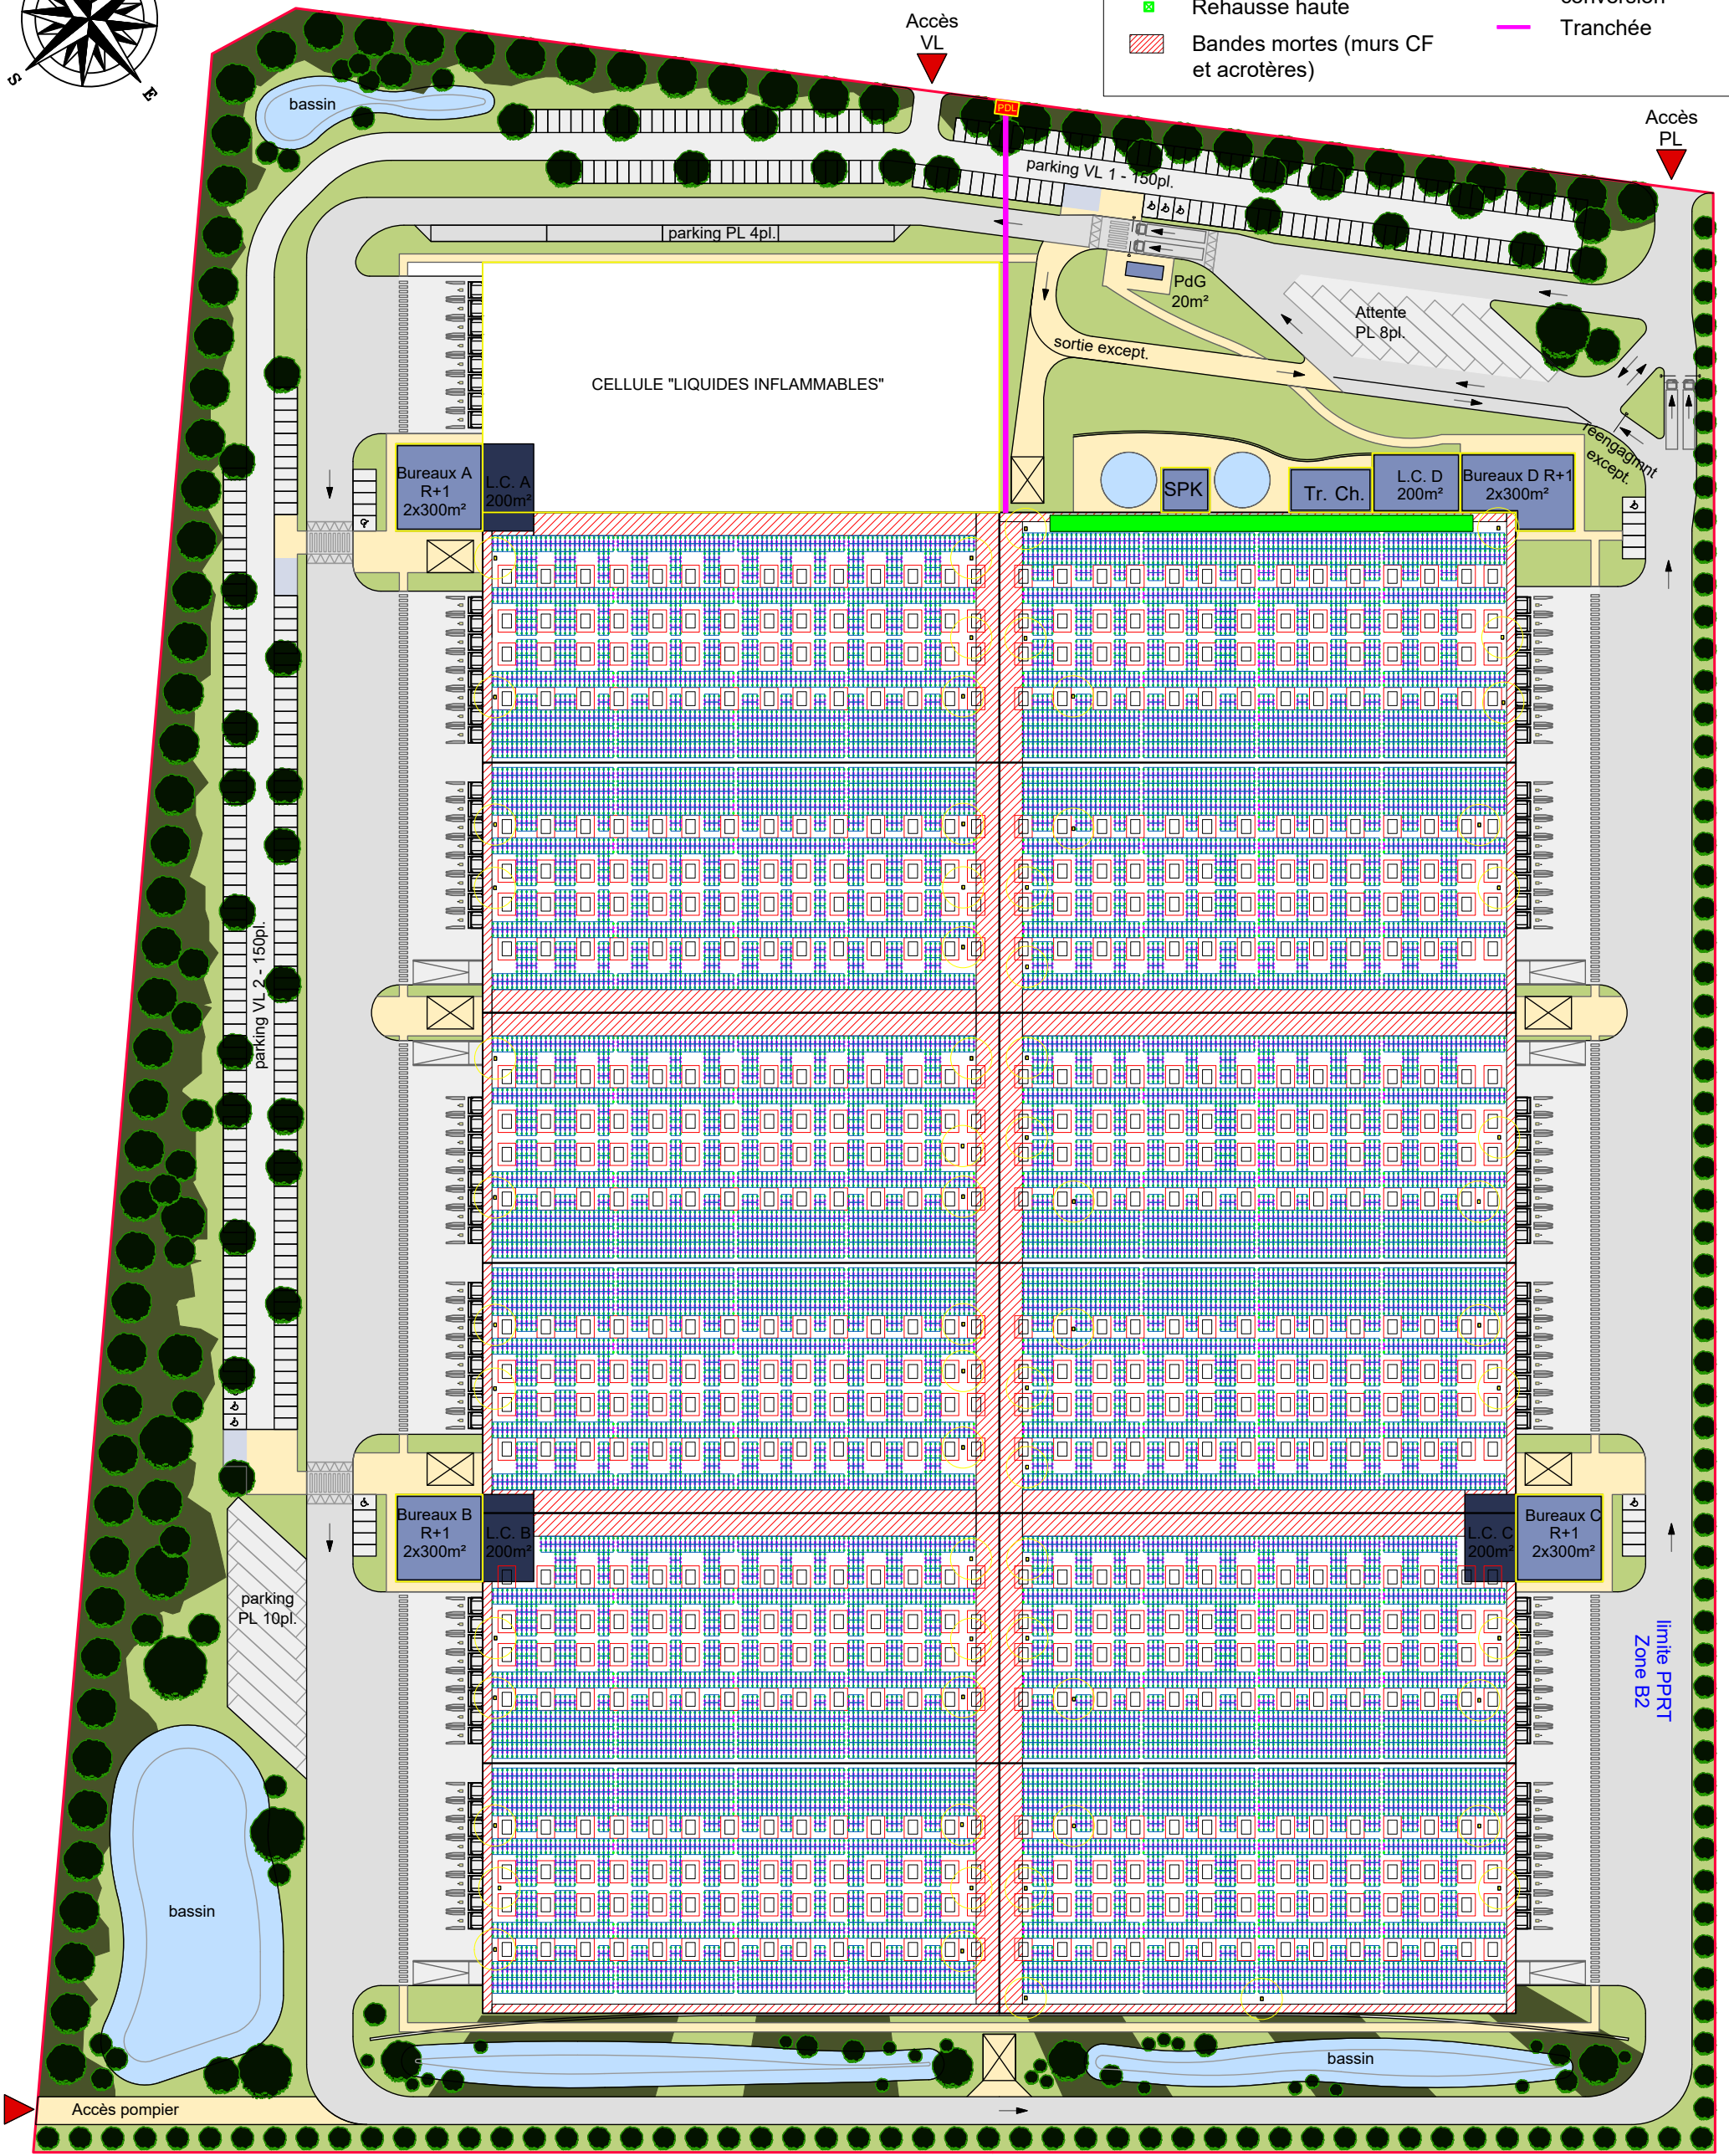 S
E
Accès
VL
Rehausse haute
conversion
Tranchée
Bandes mortes (murs CF
et acrotères)
Accès
PL
bassin
PDL
parking VL 1 - 150pl.
parking PL 4pl.
PdG
20m²
Attente
PL 8pl.
sortie except.
CELLULE "LIQUIDES INFLAMMABLES"
réengagmnt
except.
Bureaux A
R+1
2x300m²
L.C. A
200m²
SPK
Tr. Ch.
L.C. D
200m²
Bureaux D R+1
2x300m²
parking VL 2 - 150pl.
Bureaux B
R+1
2x300m²
L.C. B
200m²
L.C. C
200m²
Bureaux C
R+1
2x300m²
parking
PL 10pl.
limite PPRT
Zone B2
bassin
bassin
Accès pompier